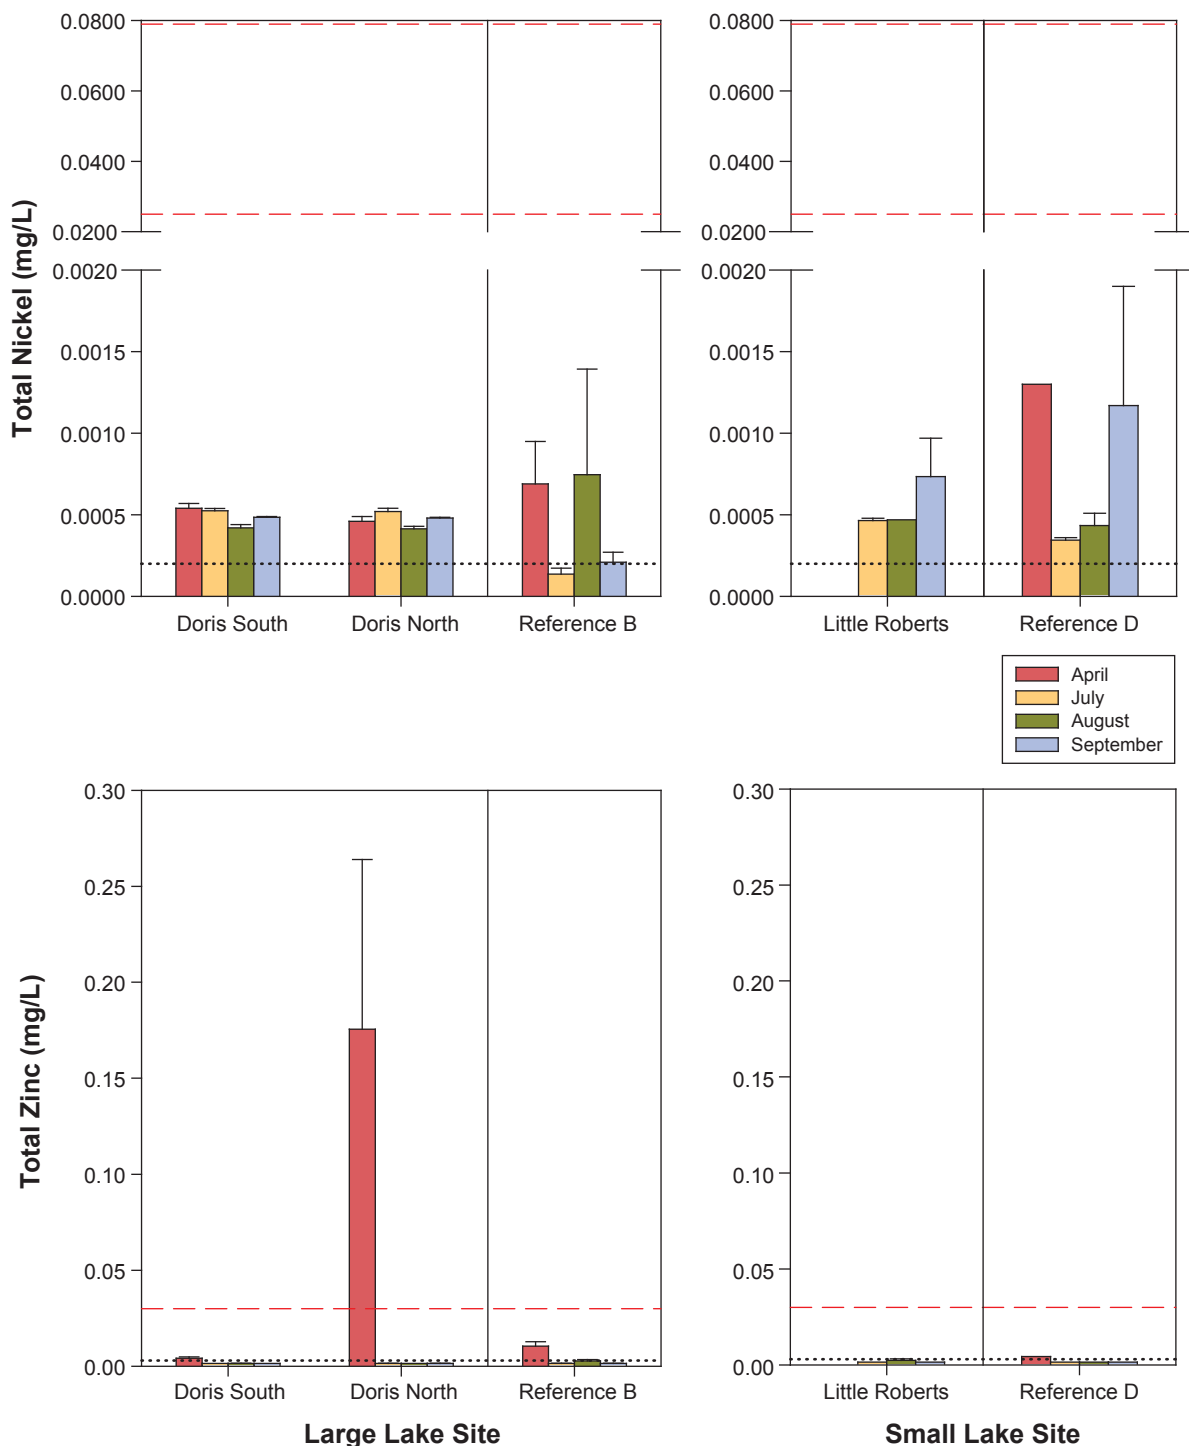 Total Nickel (mg/L)
0.0800
0.0600
0.0400
0.0200
0.0020
0.0015
0.0010
0.0005
0.0000
Doris South
Doris North
Reference B
0.0800
0.0600
0.0400
0.0200
0.0020
0.0015
0.0010
0.0005
0.0000
Little Roberts
Reference D
April
July
August
September
Total Zinc (mg/L)
0.30
0.25
0.20
0.15
0.10
0.05
0.00
Doris South
Doris North
Reference B
Large Lake Site
0.30
0.25
0.20
0.15
0.10
0.05
0.00
Little Roberts
Reference D
Small Lake Site